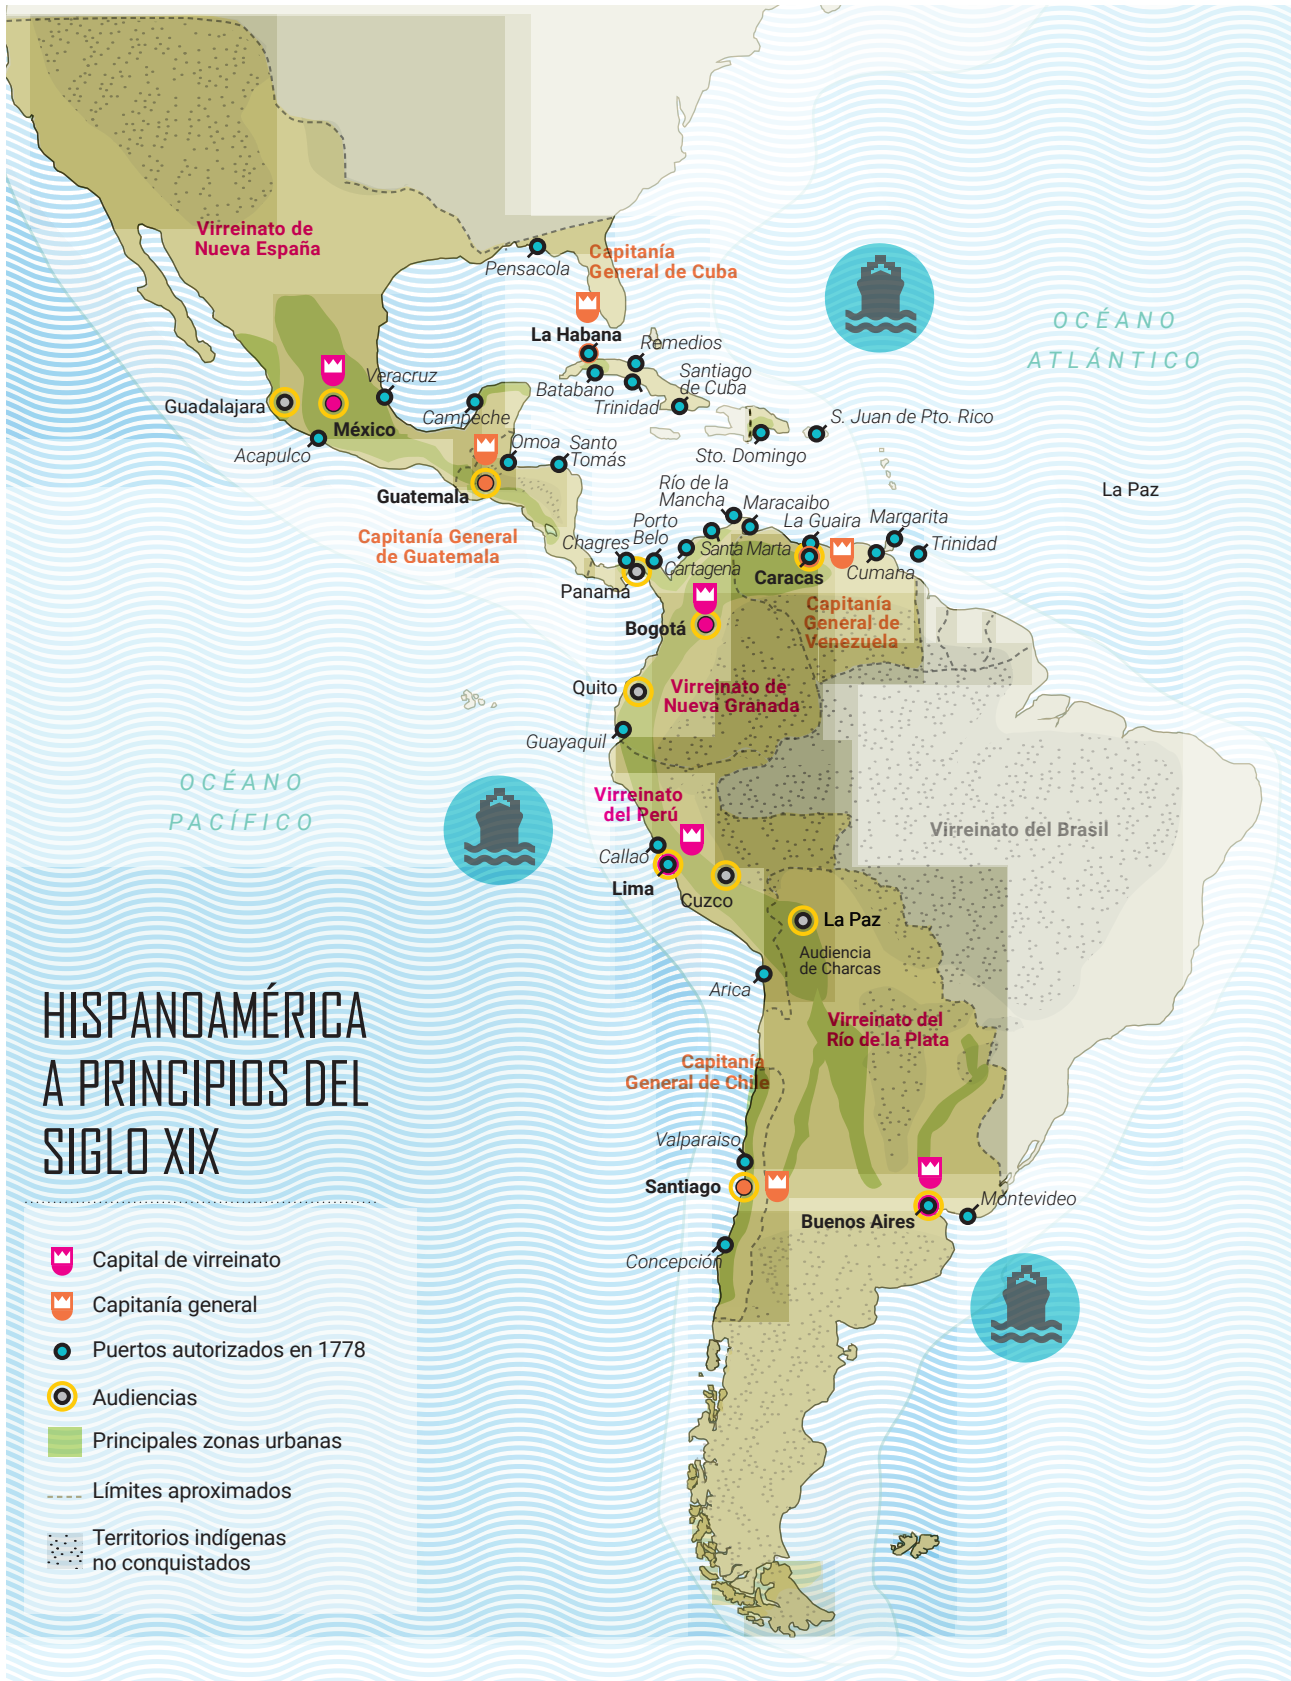 Virreinato de
Nueva España
Pensacola
Capitanía
General de Cuba
OCÉANO
ATLÁNTICO
La Habana
Remedios
Batabano
Trinidad
Santiago
de Cuba
Veracruz
Campeche
Guadalajara
México
Acapulco
S. Juan de Pto. Rico
Sto. Domingo
Omoa
Santo
Tomás
Guatemala
Capitanía General
de Guatemala
La Paz
Río de la
Mancha
Maracaibo
La Guaira
Margarita
Trinidad
Porto
Belo
Chagres
Santa Marta
Cartagena
Caracas
Cumana
Panamá
Bogotá
Capitanía
General de
Venezuela
Quito
Virreinato de
Nueva Granada
Guayaquil
OCÉANO
PACÍFICO
Virreinato
del Perú
Virreinato del Brasil
Callao
Lima
Cuzco
La Paz
Audiencia
de Charcas
Arica
Virreinato del
Río de la Plata
Capitanía
General de Chile
Valparaiso
Santiago
Buenos Aires
Montevideo
Concepción
HISPANOAMÉRICA
A PRINCIPIOS DEL
SIGLO XIX
Capital de virreinato
Capitanía general
Puertos autorizados en 1778
Audiencias
Principales zonas urbanas
Límites aproximados
Territorios indígenas
no conquistados